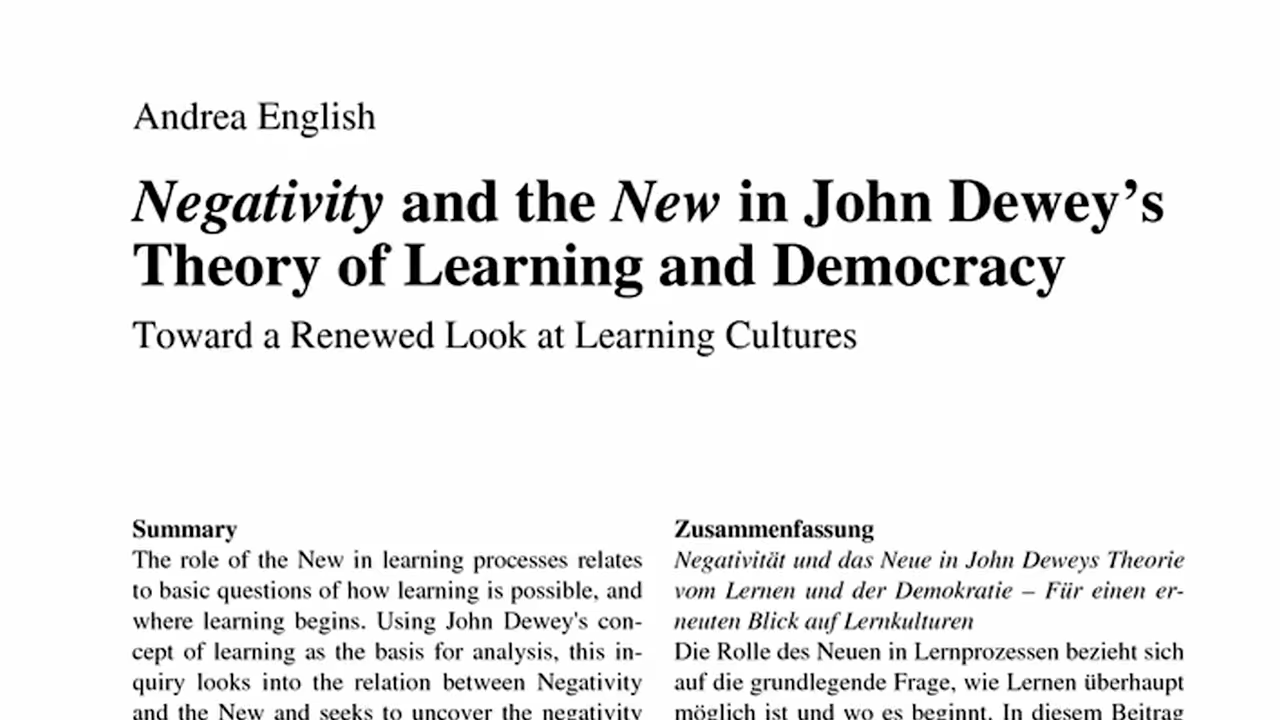 Andrea English
Negativity and the New in John Dewey’s
Theory of Learning and Democracy
Toward a Renewed Look at Learning Cultures
Summary
The role of the New in learning processes relates
to basic questions of how learning is possible, and
where learning begins. Using John Dewey's con-
cept of learning as the basis for analysis, this in-
quiry looks into the relation between Negativity
and the New and seeks to uncover the negativity
Zusammenfassung
Negativität und das Neue in John Deweys Theorie
vom Lernen und der Demokratie – Für einen er-
neuten Blick auf Lernkulturen
Die Rolle des Neuen in Lernprozessen bezieht sich
auf die grundlegende Frage, wie Lernen überhaupt
möglich ist und wo es beginnt. In diesem Beitrag